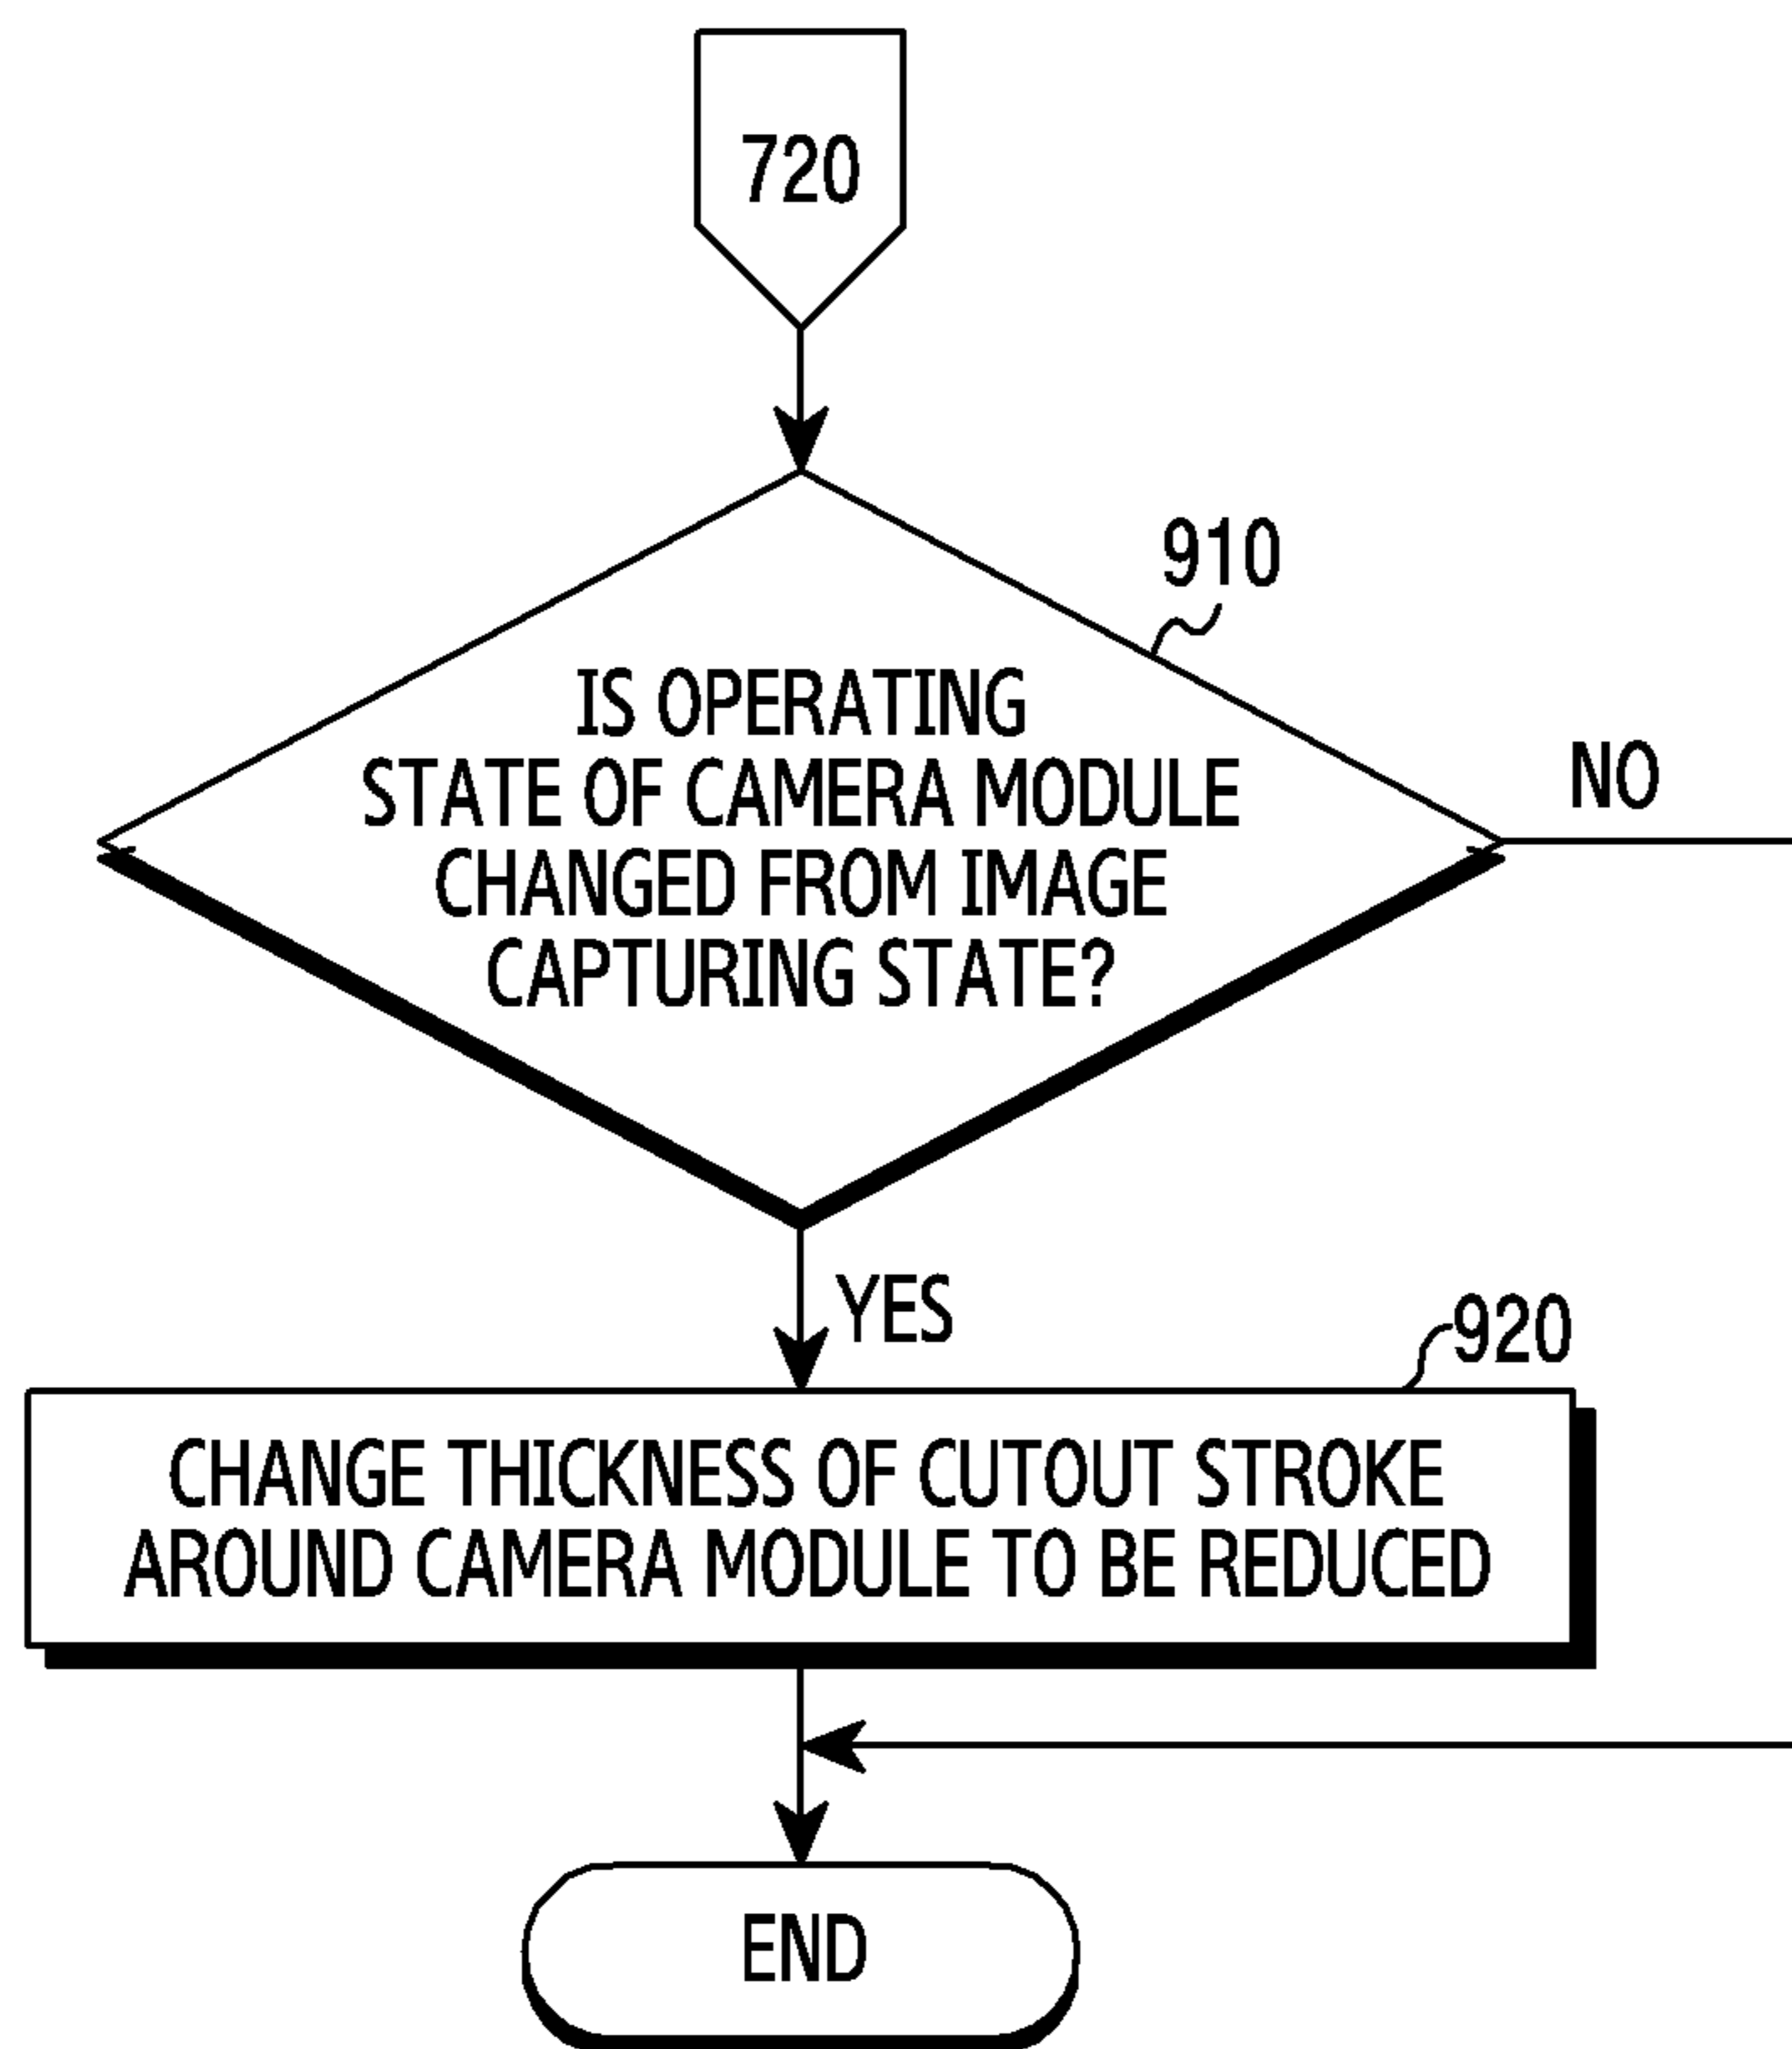 720
910
IS OPERATING
STATE OF CAMERA MODULE
CHANGED FROM IMAGE
CAPTURING STATE?
NO
YES
920
CHANGE THICKNESS OF CUTOUT STROKE
AROUND CAMERA MODULE TO BE REDUCED
END